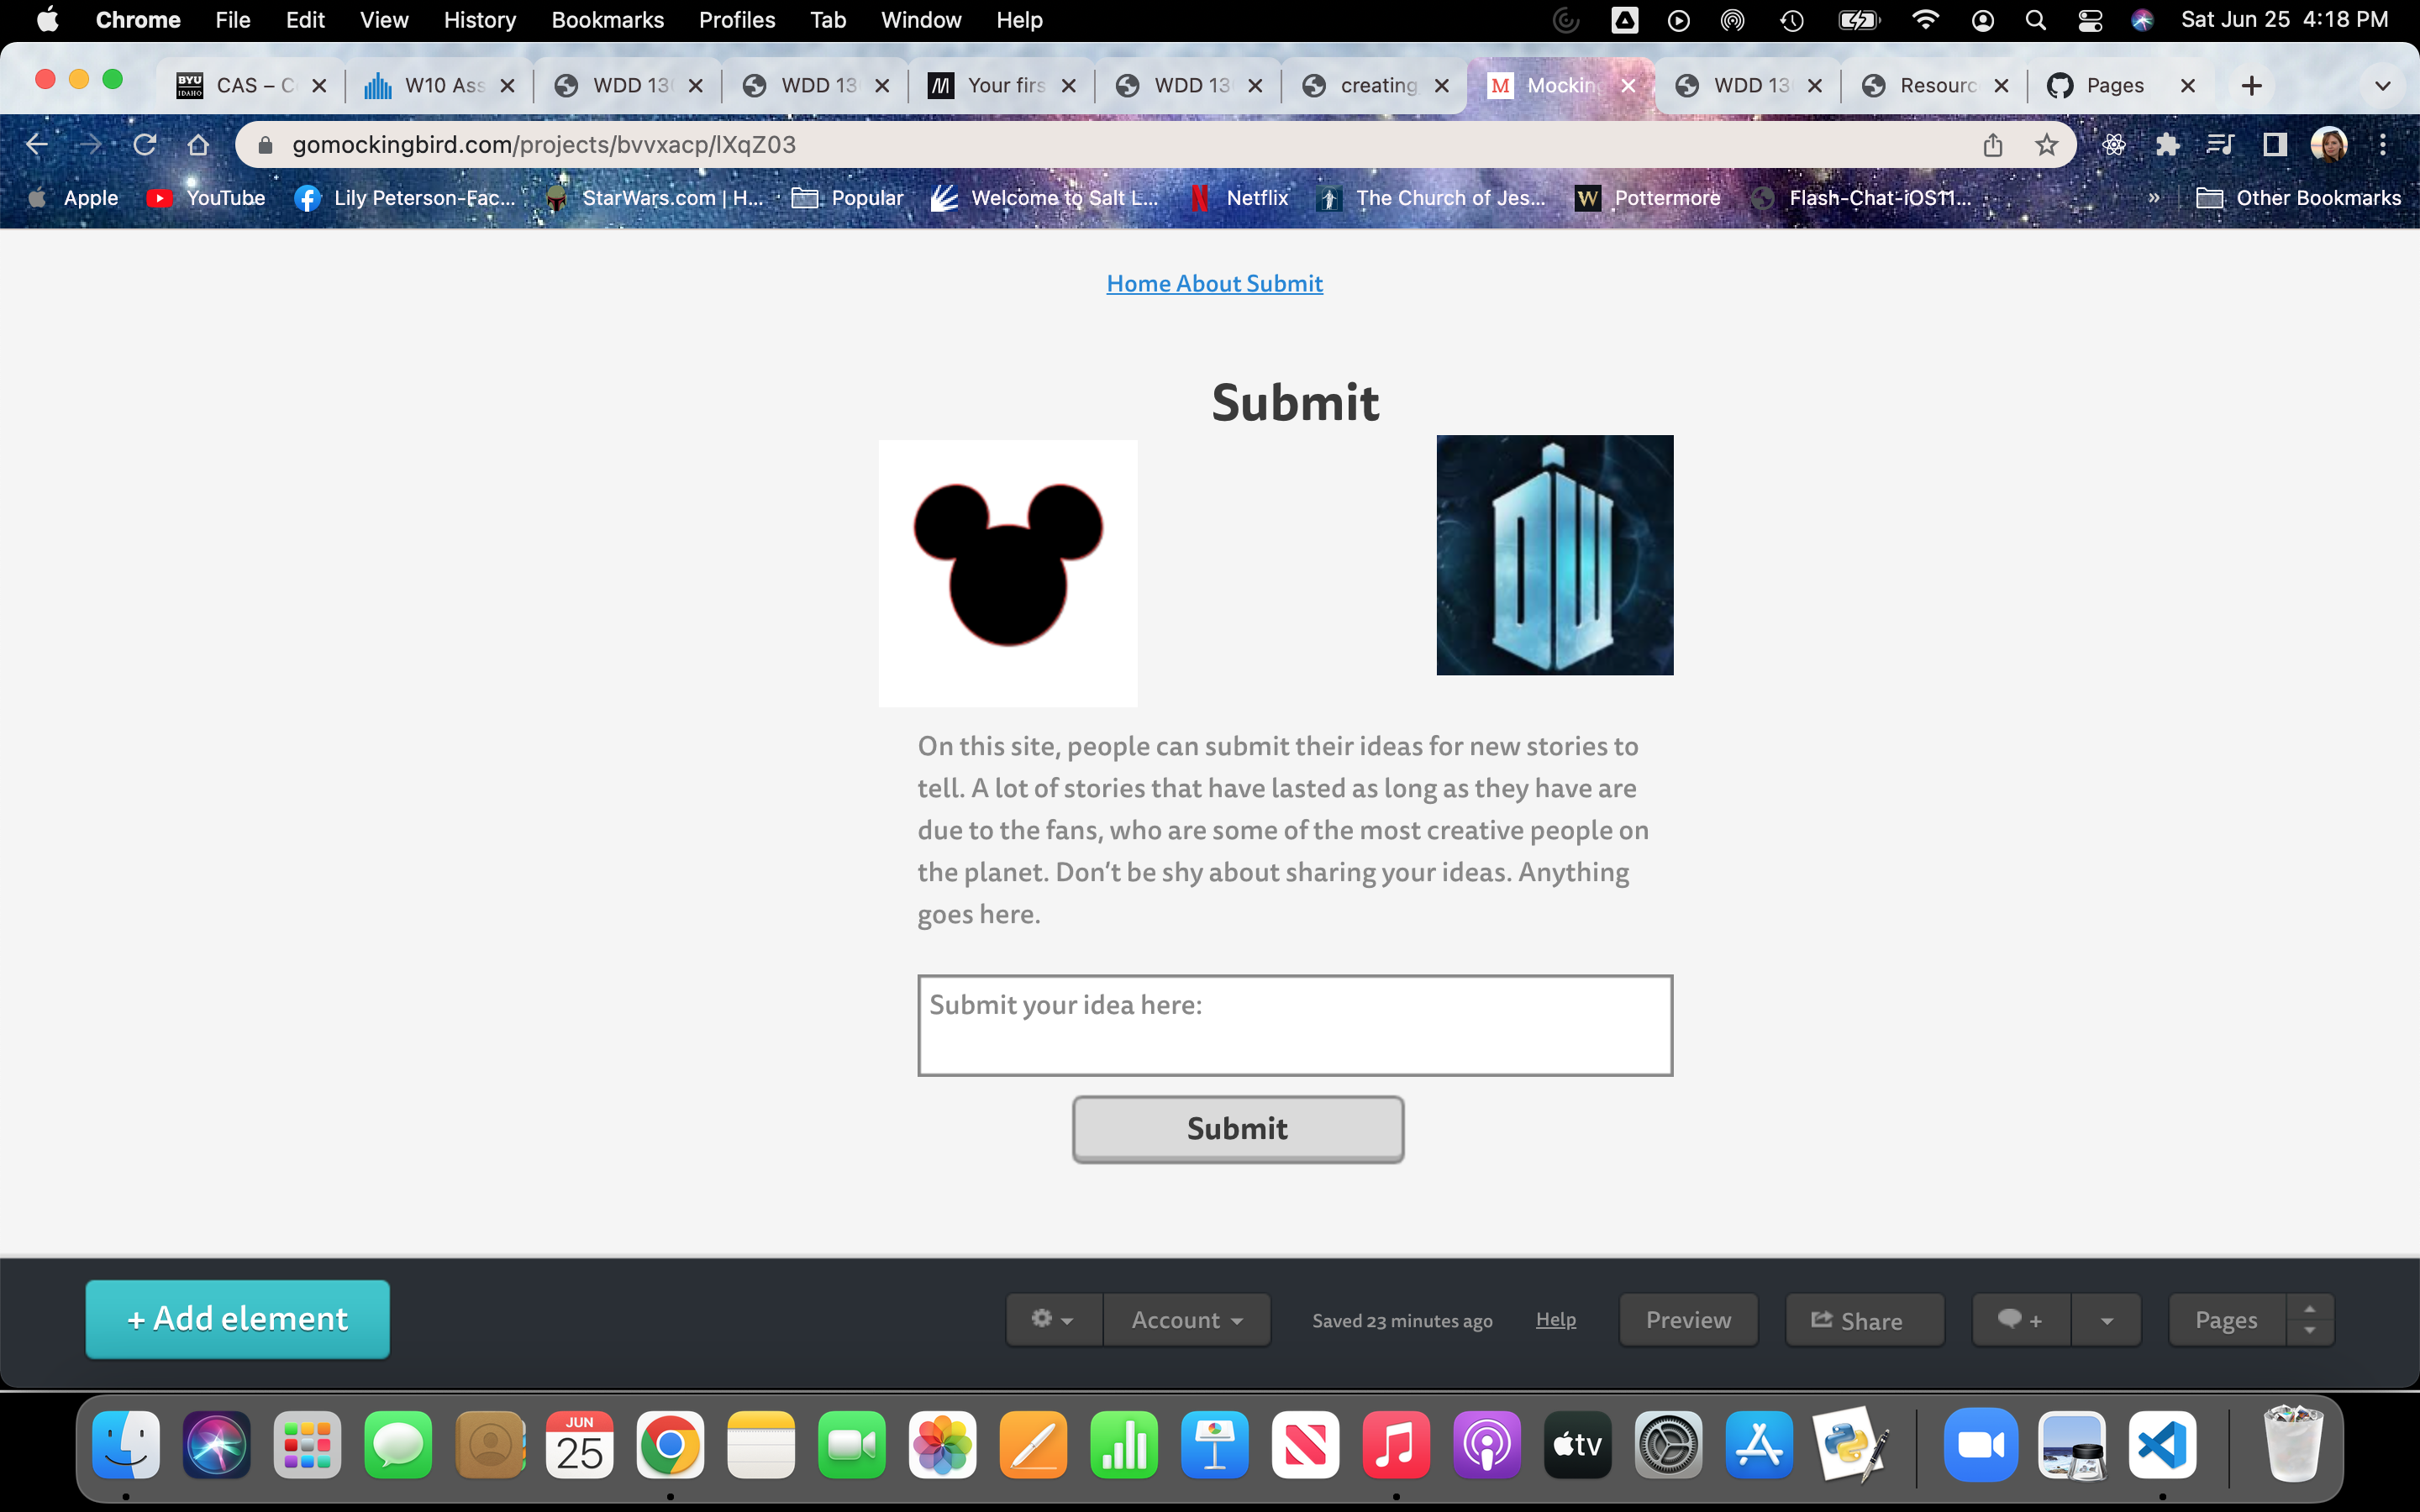 Chrome File Edit View History Bookmarks Profiles Tab Window Help Sat Jun 25 4:18 PM
BYU IDAHO CAS – C W10 Ass WDD 13 WDD 13 Your firs WDD 13 creating M Mocking WDD 13 Resourc Pages
gomockingbird.com/projects/bvvxacp/lXqZ03
Apple YouTube Lily Peterson-Fac... StarWars.com | H... Popular Welcome to Salt L... Netflix The Church of Jes... W Pottermore Flash-Chat-iOS11... » Other Bookmarks
Home About Submit
Submit
DW
On this site, people can submit their ideas for new stories to
tell. A lot of stories that have lasted as long as they have are
due to the fans, who are some of the most creative people on
the planet. Don't be shy about sharing your ideas. Anything
goes here.
Submit your idea here:
Submit
+ Add element Account Saved 23 minutes ago Help Preview Share + Pages
JUN
25
tv